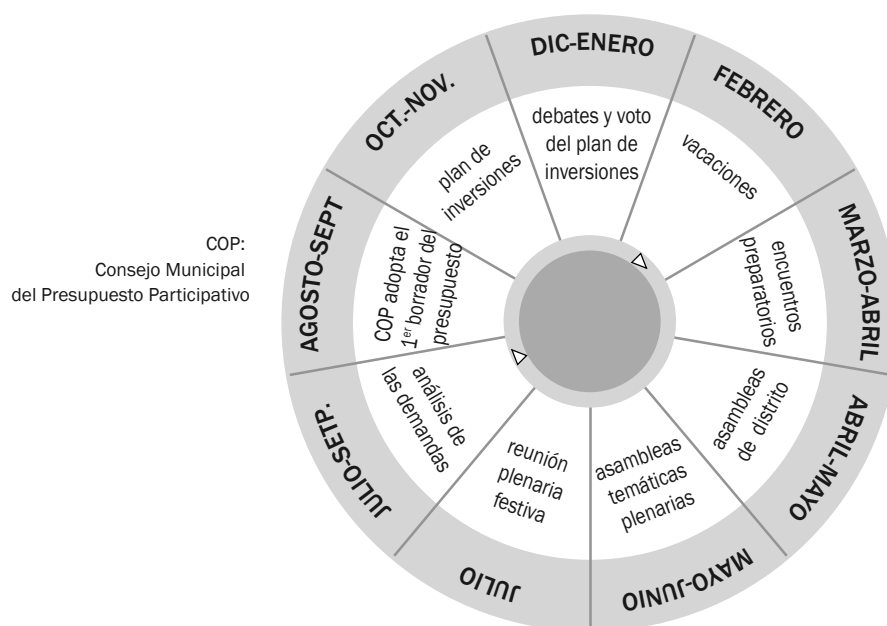 DIC-ENERO
debates y voto
del plan de
inversiones
FEBRERO
vacaciones
MARZO-ABRIL
encuentros
preparatorios
ABRIL-MAYO
asambleas
de distrito
MAYO-JUNIO
asambleas
temáticas
plenarias
JULIO
reunión
plenaria
festiva
JULIO-SETP.
análisis de
las demandas
AGOSTO-SEPT
COP adopta el
1er borrador del
presupuesto
OCT.-NOV.
plan de
inversiones
COP:
Consejo Municipal
del Presupuesto Participativo